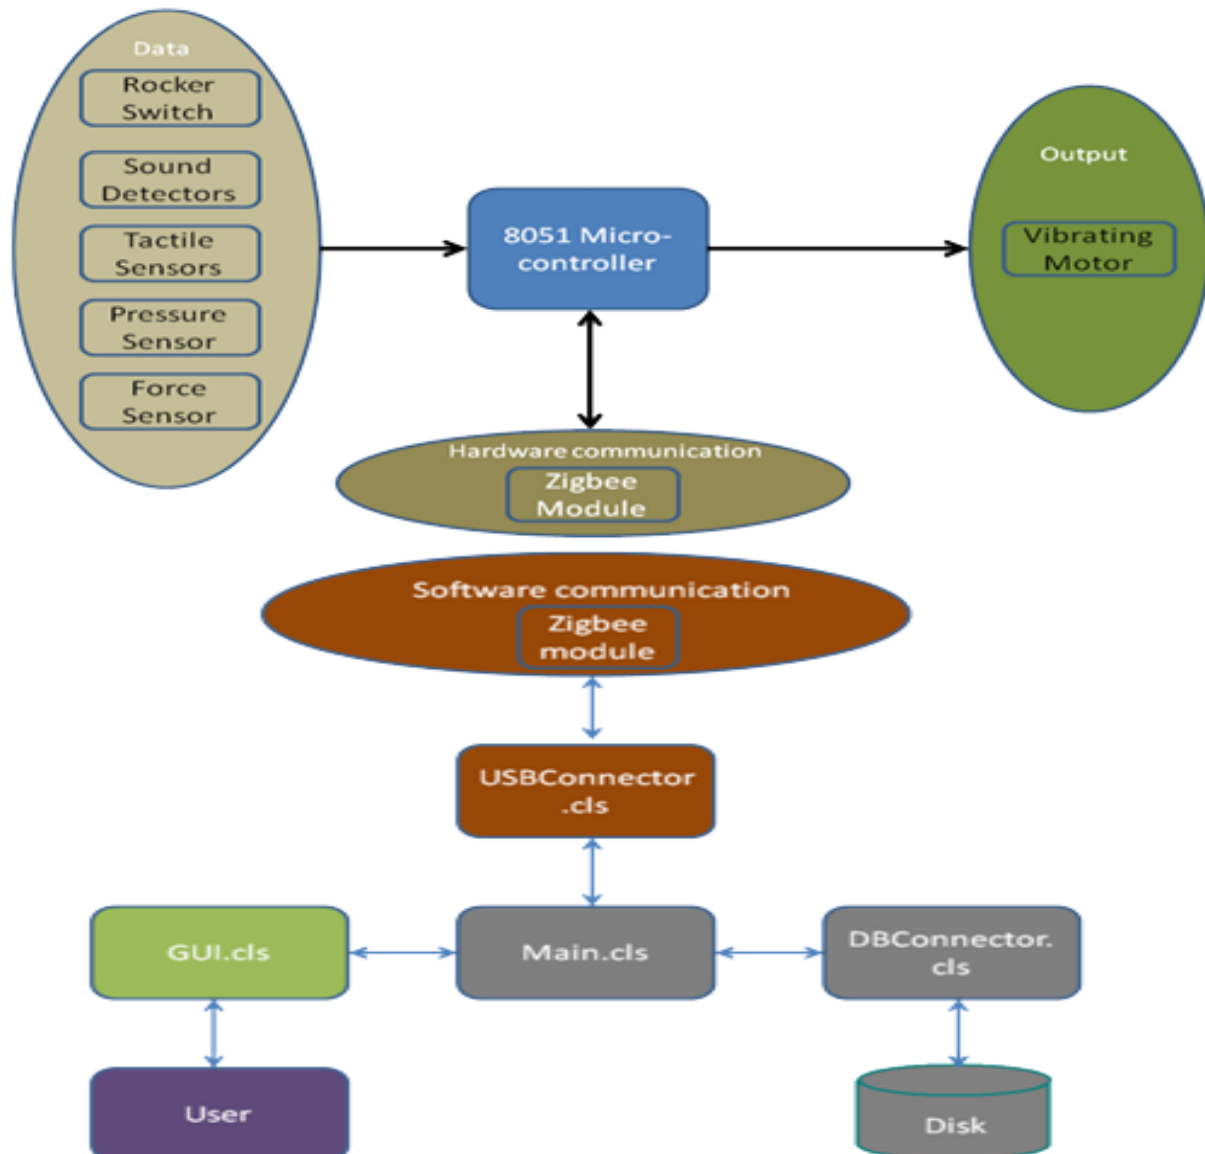 Data
Rocker
Switch
Sound
Detectors
Tactile
Sensors
Pressure
Sensor
Force
Sensor
8051 Micro-
controller
Output
Vibrating
Motor
Hardware communication
Zigbee
Module
Software communication
Zigbee
module
USBConnector
.cls
GUI.cls
Main.cls
DBConnector.
cls
User
Disk